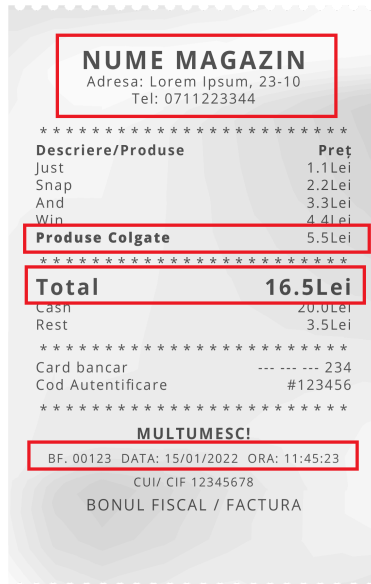 NUME MAGAZIN
Adresa: Lorem Ipsum, 23-10
Tel: 0711223344
* * * * * * * * * * * * * * * * * * * * * * * *
Descriere/Produse Preț
Just 1.1Lei
Snap 2.2Lei
And 3.3Lei
Win 4.4Lei
Produse Colgate 5.5Lei
* * * * * * * * * * * * * * * * * * * * * * * *
Total 16.5Lei
Cash 20.0Lei
Rest 3.5Lei
* * * * * * * * * * * * * * * * * * * * * * * *
Card bancar --- --- --- 234
Cod Autentificare #123456
* * * * * * * * * * * * * * * * * * * * * * * *
MULTUMESC!
BF. 00123 DATA: 15/01/2022 ORA: 11:45:23
CUI/ CIF 12345678
BONUL FISCAL / FACTURA